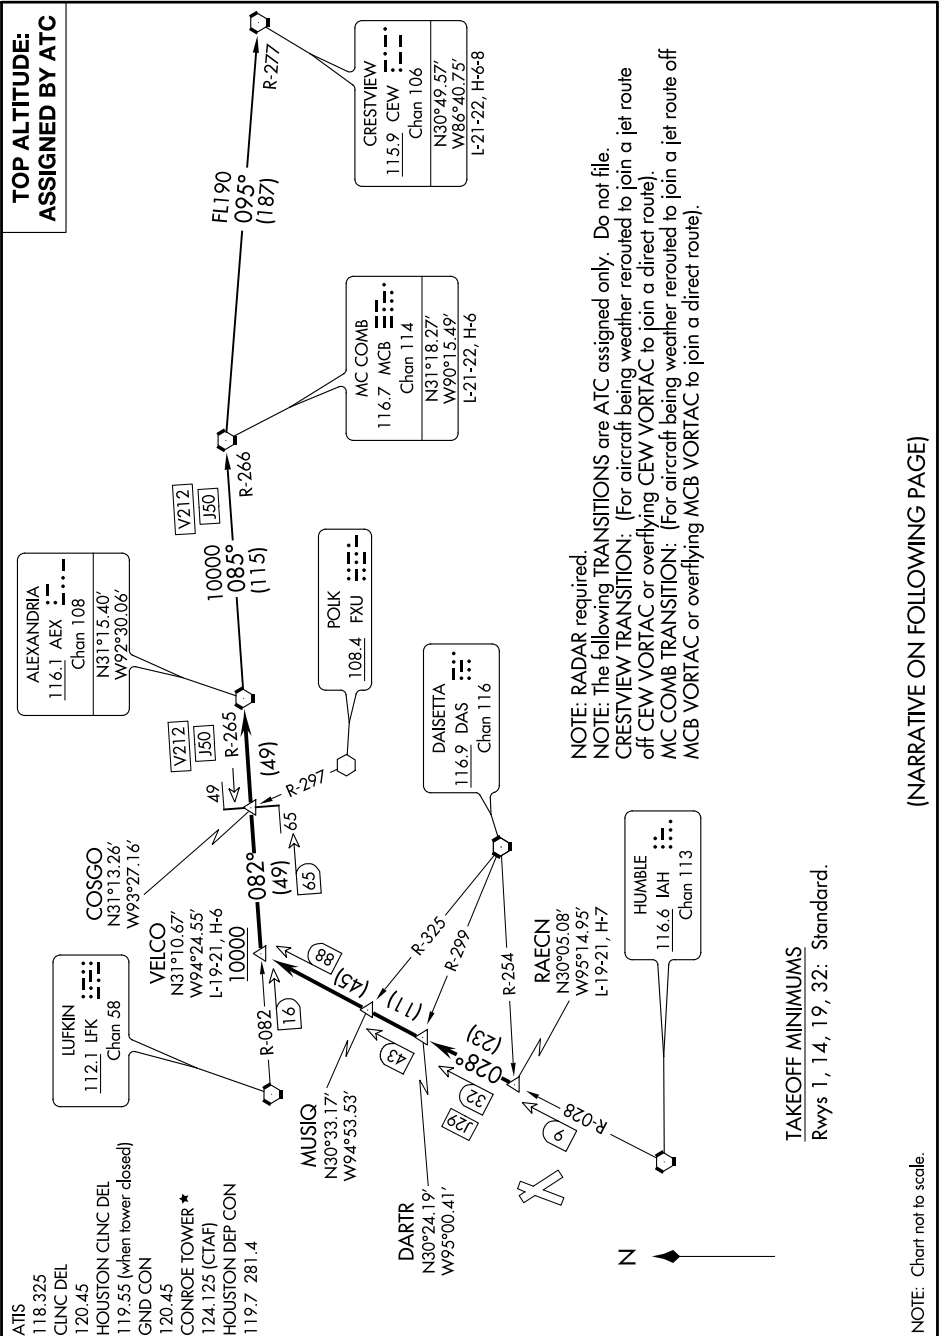 TOP ALTITUDE:
ASSIGNED BY ATC
ATIS
118.325
CLNC DEL
120.45
HOUSTON CLNC DEL
119.55 (when tower closed)
GND CON
120.45
CONROE TOWER ★
124.125 (CTAF)
HOUSTON DEP CON
119.7 281.4
LUFKIN
112.1 LFK
Chan 58
R-082
16
VELCO
N31°10.67'
W94°24.55'
L-19-21, H-6
10000
COSGO
N31°13.26'
W93°27.16'
082°
(49)
65
65
49
ALEXANDRIA
116.1 AEX
Chan 108
N31°15.40'
W92°30.06'
V212
J50
R-265
(49)
R-297
POLK
108.4 FXU
V212
J50
10000
085°
(115)
R-266
MC COMB
116.7 MCB
Chan 114
N31°18.27'
W90°15.49'
L-21-22, H-6
FL190
095°
(187)
R-277
CRESTVIEW
115.9 CEW
Chan 106
N30°49.57'
W86°40.75'
L-21-22, H-6-8
MUSIQ
N30°33.17'
W94°53.53'
88
(45)
43
(11)
DARTR
N30°24.19'
W95°00.41'
J29
32
028°
(23)
9
R-028
R-325
R-299
R-254
DAISETTA
116.9 DAS
Chan 116
RAECN
N30°05.08'
W95°14.95'
L-19-21, H-7
HUMBLE
116.6 IAH
Chan 113
N
NOTE: RADAR required.
NOTE: The following TRANSITIONS are ATC assigned only. Do not file.
CRESTVIEW TRANSITION: (For aircraft being weather rerouted to join a jet route
off CEW VORTAC or overflying CEW VORTAC to join a direct route).
MC COMB TRANSITION: (For aircraft being weather rerouted to join a jet route off
MCB VORTAC or overflying MCB VORTAC to join a direct route).
TAKEOFF MINIMUMS
Rwys 1, 14, 19, 32: Standard.
(NARRATIVE ON FOLLOWING PAGE)
NOTE: Chart not to scale.